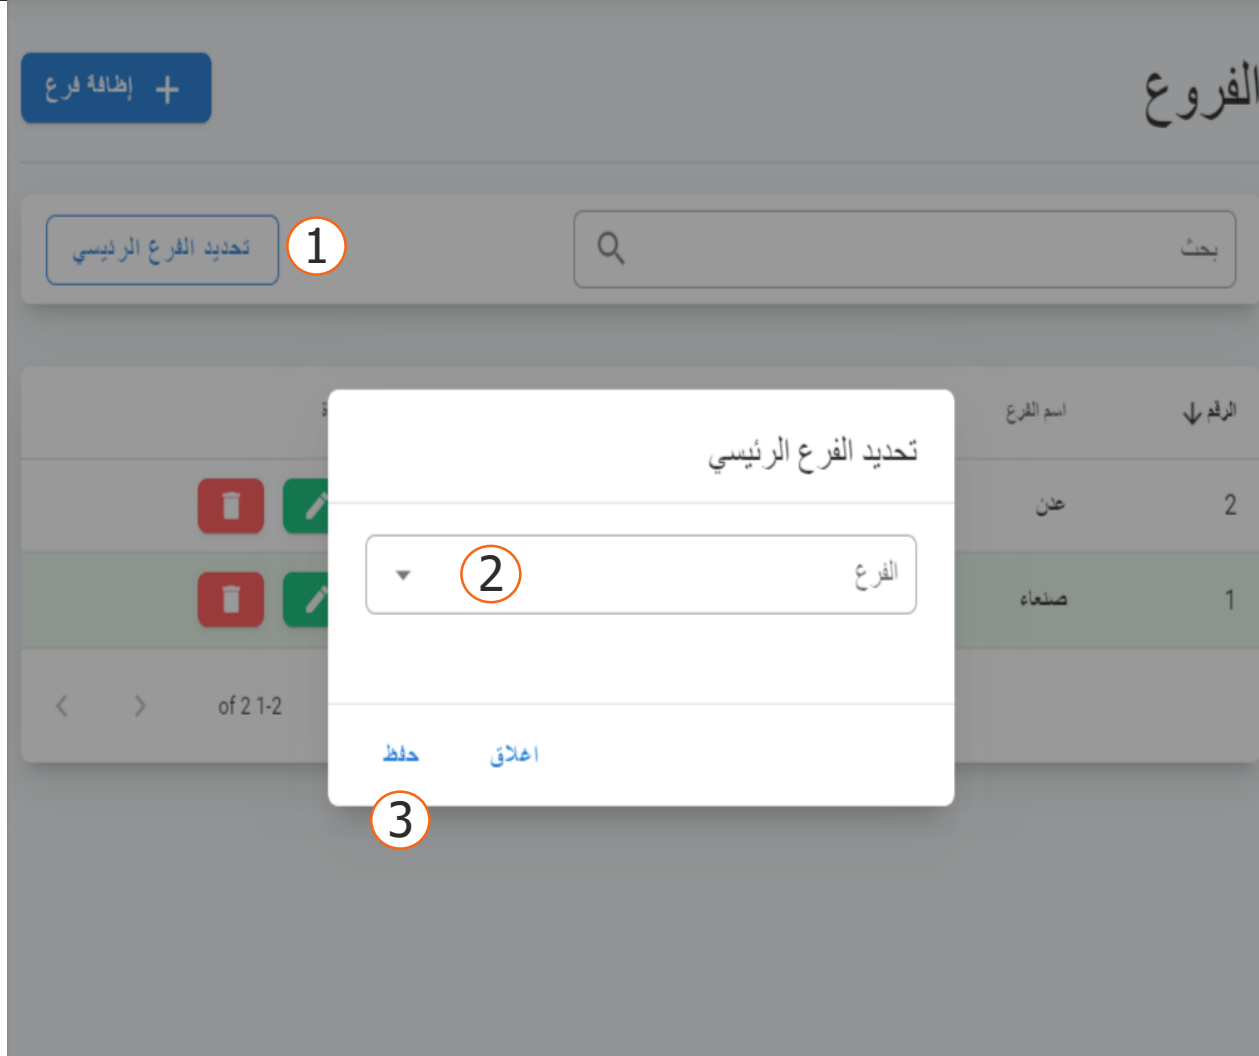 الفروع
+ إظافة فرع
بحث
1
تحديد الفرع الرئيسي
الرقم
اسم الفرع
2
عدن
1
صنعاء
of 2 1-2
تحديد الفرع الرئيسي
الفرع
2
اغلاق
حفظ
3